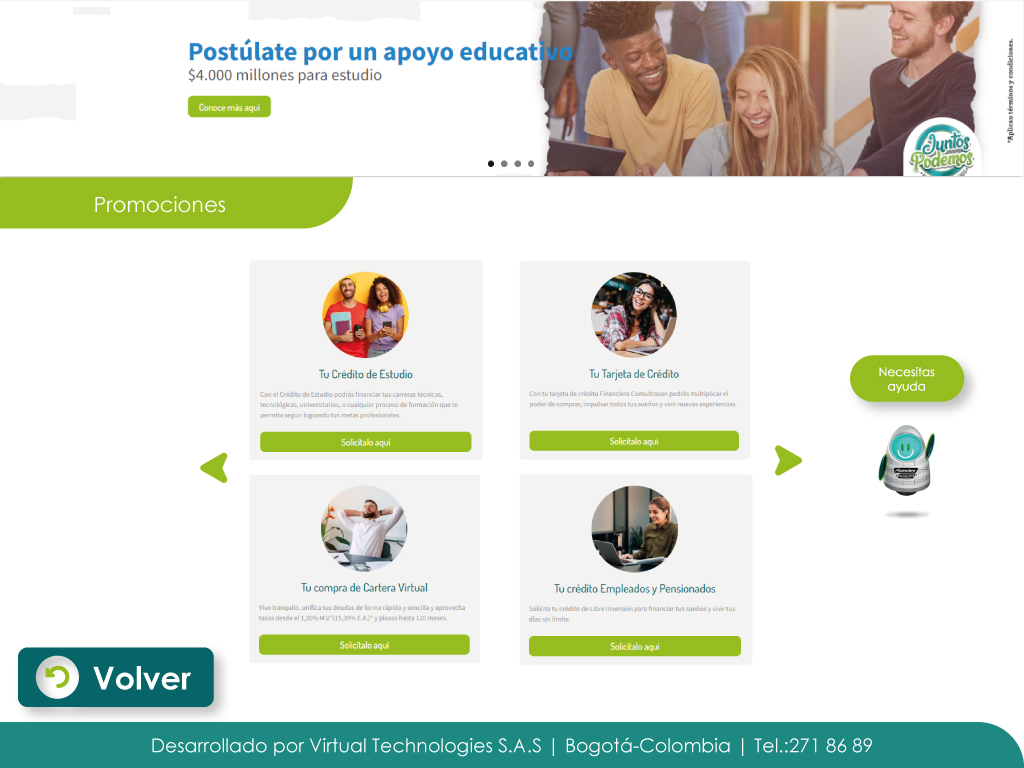 Postúlate por un apoyo educativo
$4.000 millones para estudio
Conoce más aquí
*Aplican términos y condiciones.
Juntos
Podemos
Promociones
Tu Crédito de Estudio
Con el Crédito de Estudio podrás financiar tus carreras técnicas,
tecnológicas, universitarias, o cualquier proceso de formación que te
permita seguir logrando tus metas profesionales.
Solicítalo aquí
Tu Tarjeta de Crédito
Con tu tarjeta de crédito Financiera Comultrasan podrás multiplicar el
poder de comprar, impulsar todos tus sueños y vivir nuevas experiencias.
Solicítalo aquí
Necesitas
ayuda
Tu compra de Cartera Virtual
Vive tranquilo, unifica tus deudas de forma rápida y sencilla y aprovecha
tasas desde el 1,20% M.V.*(15,39% E.A.)* y plazos hasta 120 meses.
Solicítalo aquí
Tu crédito Empleados y Pensionados
Solicita tu crédito de Libre Inversión para financiar tus sueños y vivir tus
días sin límite.
Solicítalo aquí
Volver
Desarrollado por Virtual Technologies S.A.S | Bogotá-Colombia | Tel.:271 86 89